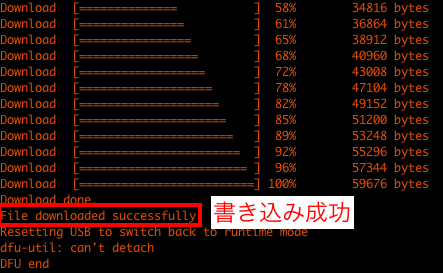 Download [============== ] 58% 34816 bytes
Download [=============== ] 61% 36864 bytes
Download [================ ] 65% 38912 bytes
Download [================= ] 68% 40960 bytes
Download [================== ] 72% 43008 bytes
Download [=================== ] 78% 47104 bytes
Download [==================== ] 82% 49152 bytes
Download [===================== ] 85% 51200 bytes
Download [====================== ] 89% 53248 bytes
Download [======================= ] 92% 55296 bytes
Download [======================== ] 96% 57344 bytes
Download [=========================] 100% 59676 bytes
Download done.
File downloaded successfully
書き込み成功
Resetting USB to switch back to runtime mode
dfu-util: can't detach
DFU end